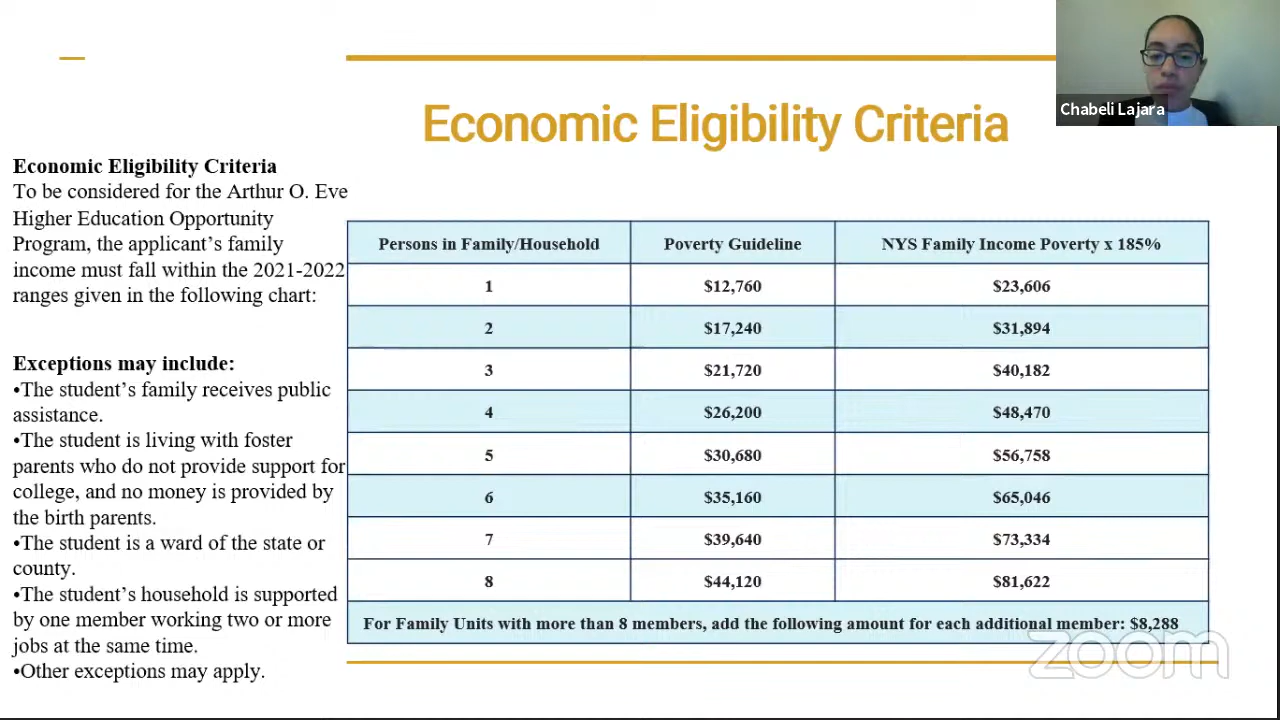 Chabeli Lajara
Economic Eligibility Criteria
Economic Eligibility Criteria
To be considered for the Arthur O. Eve
Higher Education Opportunity
Program, the applicant’s family
income must fall within the 2021-2022
ranges given in the following chart:
Exceptions may include:
•The student’s family receives public
assistance.
•The student is living with foster
parents who do not provide support for
college, and no money is provided by
the birth parents.
•The student is a ward of the state or
county.
•The student’s household is supported
by one member working two or more
jobs at the same time.
•Other exceptions may apply.
Persons in Family/Household Poverty Guideline NYS Family Income Poverty x 185%
1 $12,760 $23,606
2 $17,240 $31,894
3 $21,720 $40,182
4 $26,200 $48,470
5 $30,680 $56,758
6 $35,160 $65,046
7 $39,640 $73,334
8 $44,120 $81,622
For Family Units with more than 8 members, add the following amount for each additional member: $8,288
zoom